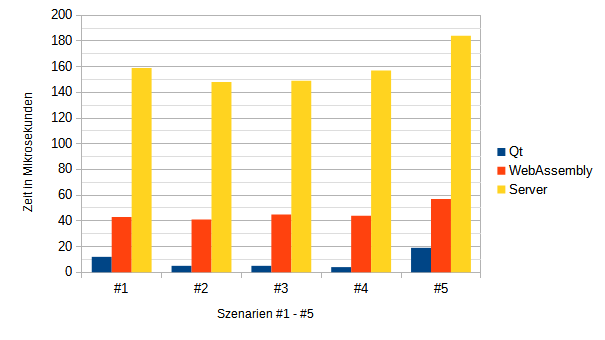 200
180
160
140
120
100
80
60
40
20
0
Zeit in Mikrosekunden
#1 #2 #3 #4 #5
Szenarien #1 - #5
Qt
WebAssembly
Server